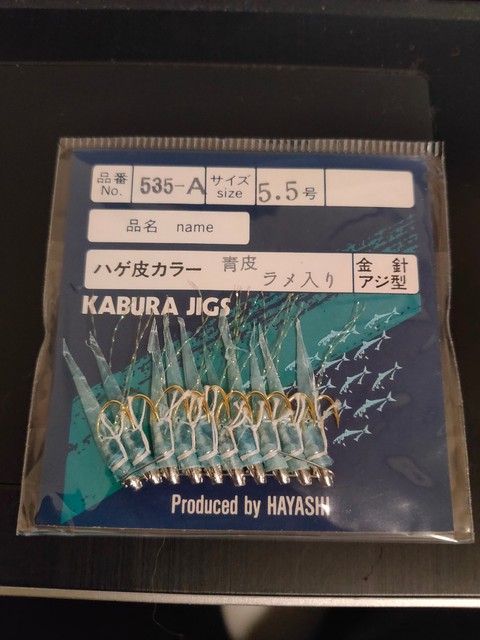 品番 No. 535-A サイズ size 5.5号
品名 name
ハゲ皮カラー 青皮 ラメ入り 金針 アジ型
KABURA JIGS
Produced by HAYASHI